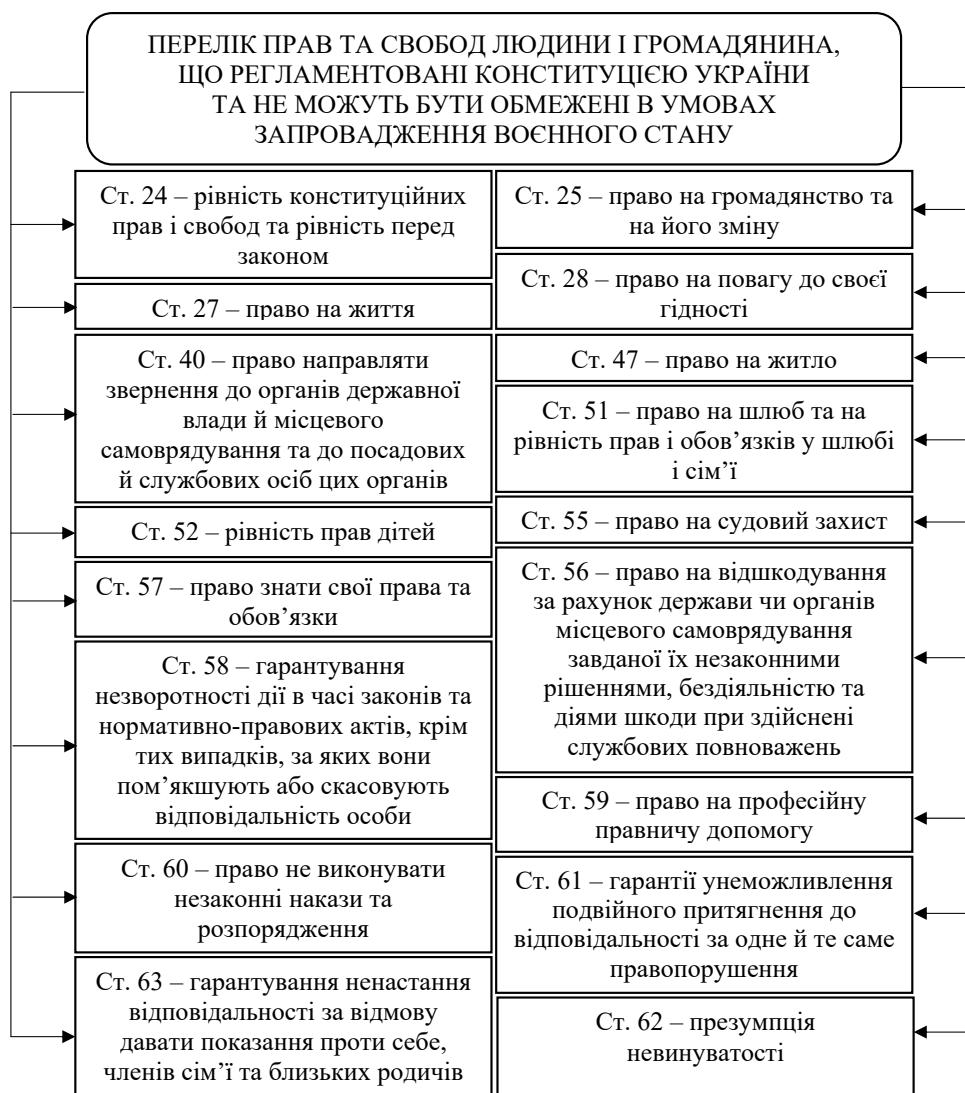 ПЕРЕЛІК ПРАВ ТА СВОБОД ЛЮДИНИ І ГРОМАДЯНИНА,
ЩО РЕГЛАМЕНТОВАНІ КОНСТИТУЦІЄЮ УКРАЇНИ
ТА НЕ МОЖУТЬ БУТИ ОБМЕЖЕНІ В УМОВАХ
ЗАПРОВАДЖЕННЯ ВОЄННОГО СТАНУ
Ст. 24 – рівність конституційних
прав і свобод та рівність перед
законом
Ст. 25 – право на громадянство та
на його зміну
Ст. 27 – право на життя
Ст. 28 – право на повагу до своєї
гідності
Ст. 40 – право направляти
звернення до органів державної
влади й місцевого
самоврядування та до посадових
й службових осіб цих органів
Ст. 47 – право на житло
Ст. 51 – право на шлюб та на
рівність прав і обов’язків у шлюбі
і сім’ї
Ст. 52 – рівність прав дітей
Ст. 55 – право на судовий захист
Ст. 57 – право знати свої права та
обов’язки
Ст. 56 – право на відшкодування
за рахунок держави чи органів
місцевого самоврядування
завданої їх незаконними
рішеннями, бездіяльністю та
діями шкоди при здійснені
службових повноважень
Ст. 58 – гарантування
незворотності дії в часі законів та
нормативно-правових актів, крім
тих випадків, за яких вони
пом’якшують або скасовують
відповідальність особи
Ст. 59 – право на професійну
правничу допомогу
Ст. 60 – право не виконувати
незаконні накази та
розпорядження
Ст. 61 – гарантії унеможливлення
подвійного притягнення до
відповідальності за одне й те саме
правопорушення
Ст. 63 – гарантування ненастання
відповідальності за відмову
давати показання проти себе,
членів сім’ї та близьких родичів
Ст. 62 – презумпція
невинуватості